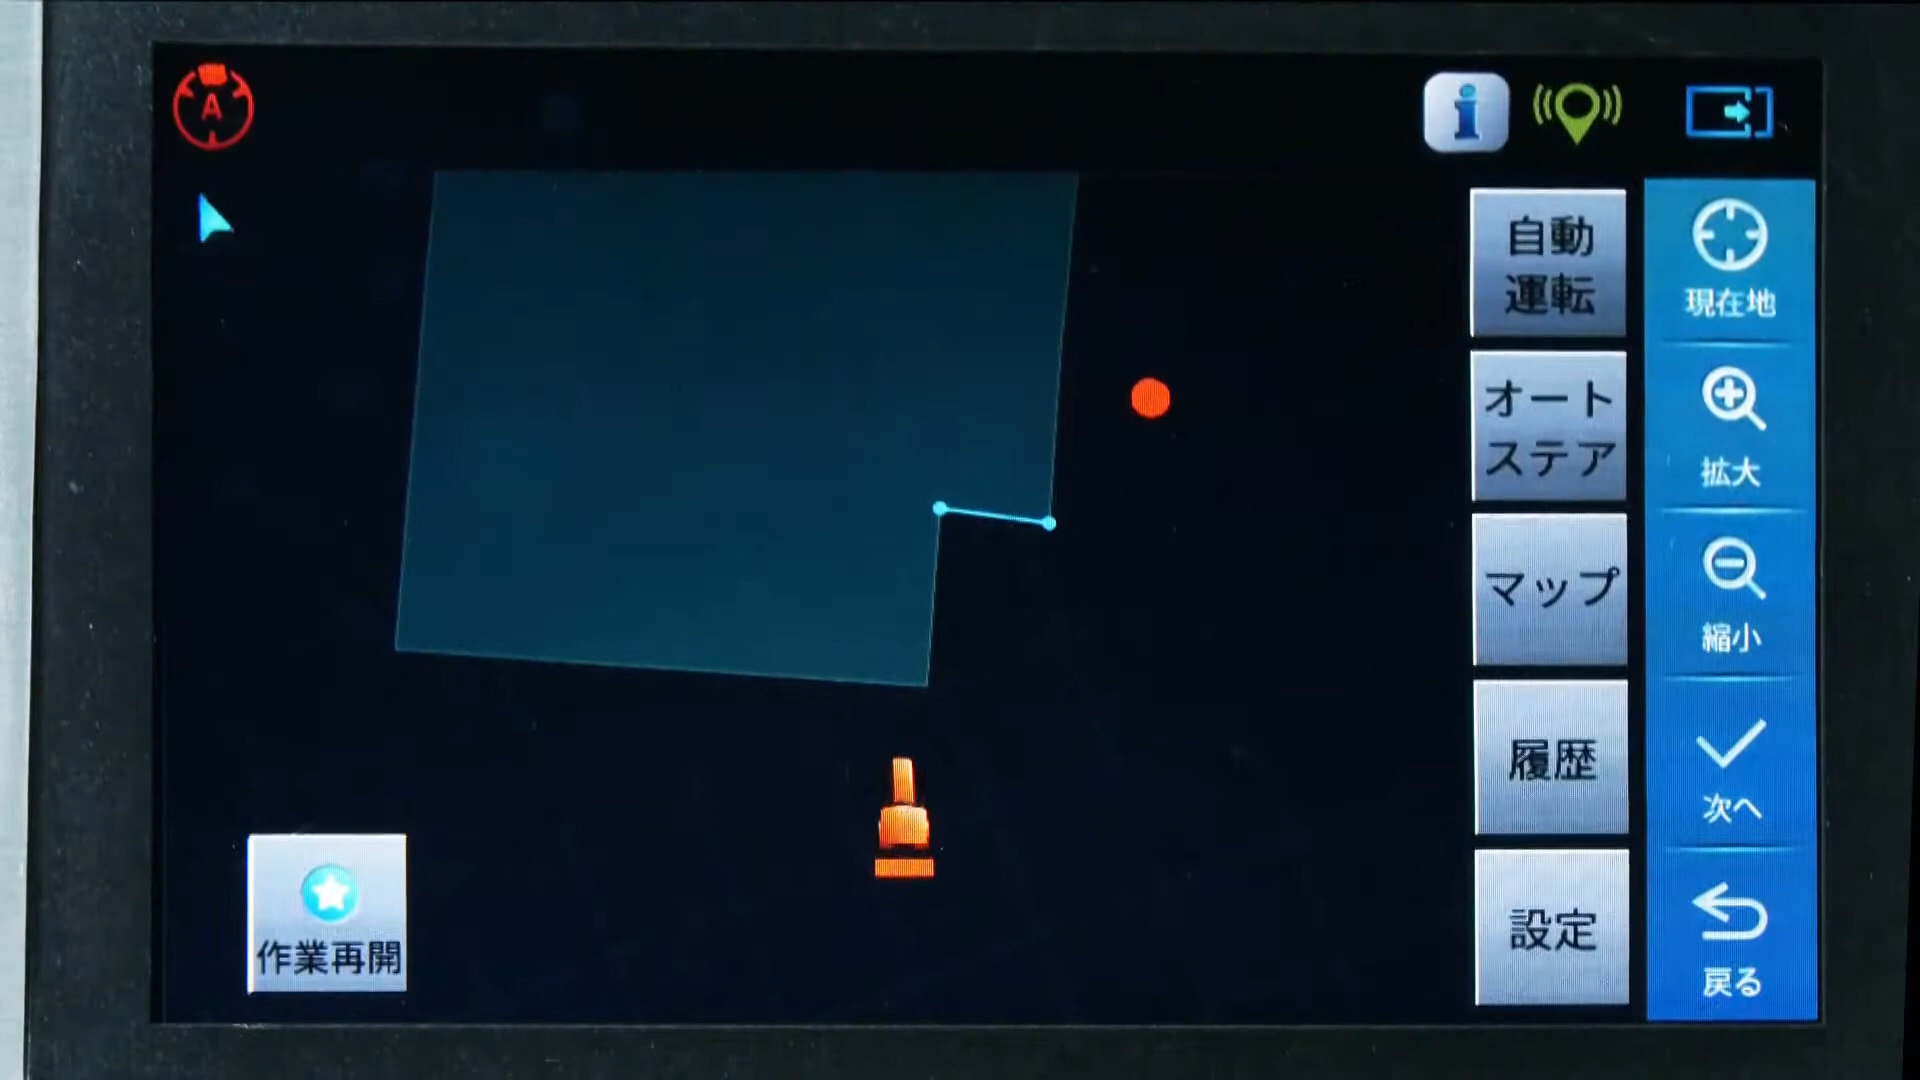 A
i
自動
運転
現在地
オート
ステア
拡大
マップ
縮小
履歴
次へ
作業再開
設定
戻る